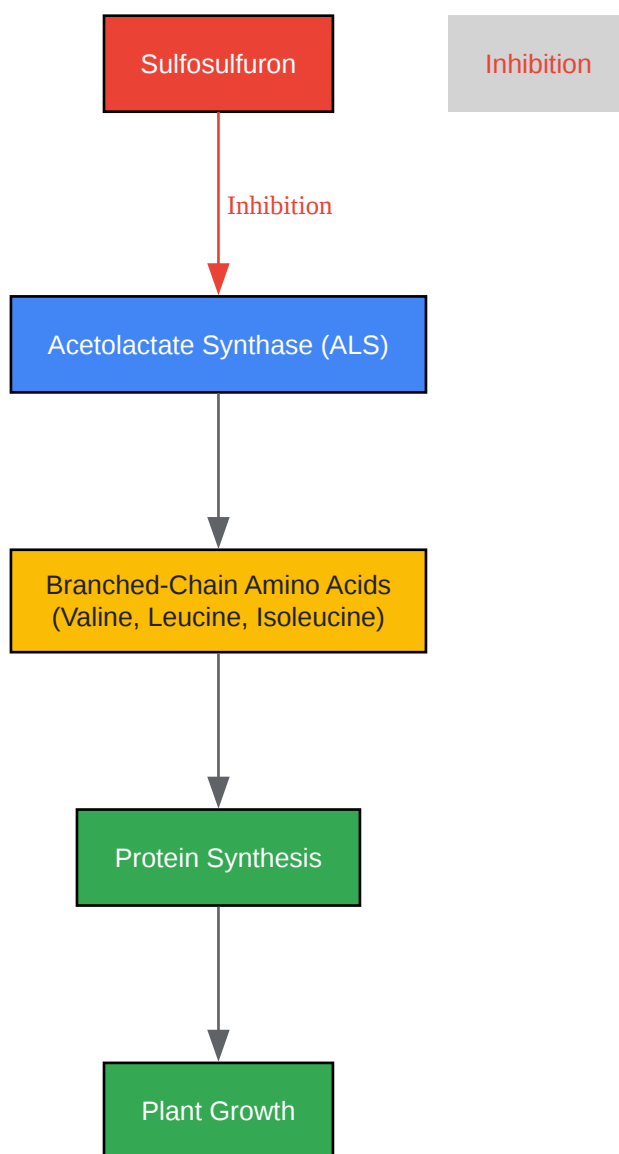 Sulfosulfuron
Inhibition
Inhibition
Acetolactate Synthase (ALS)
Branched-Chain Amino Acids
(Valine, Leucine, Isoleucine)
Protein Synthesis
Plant Growth